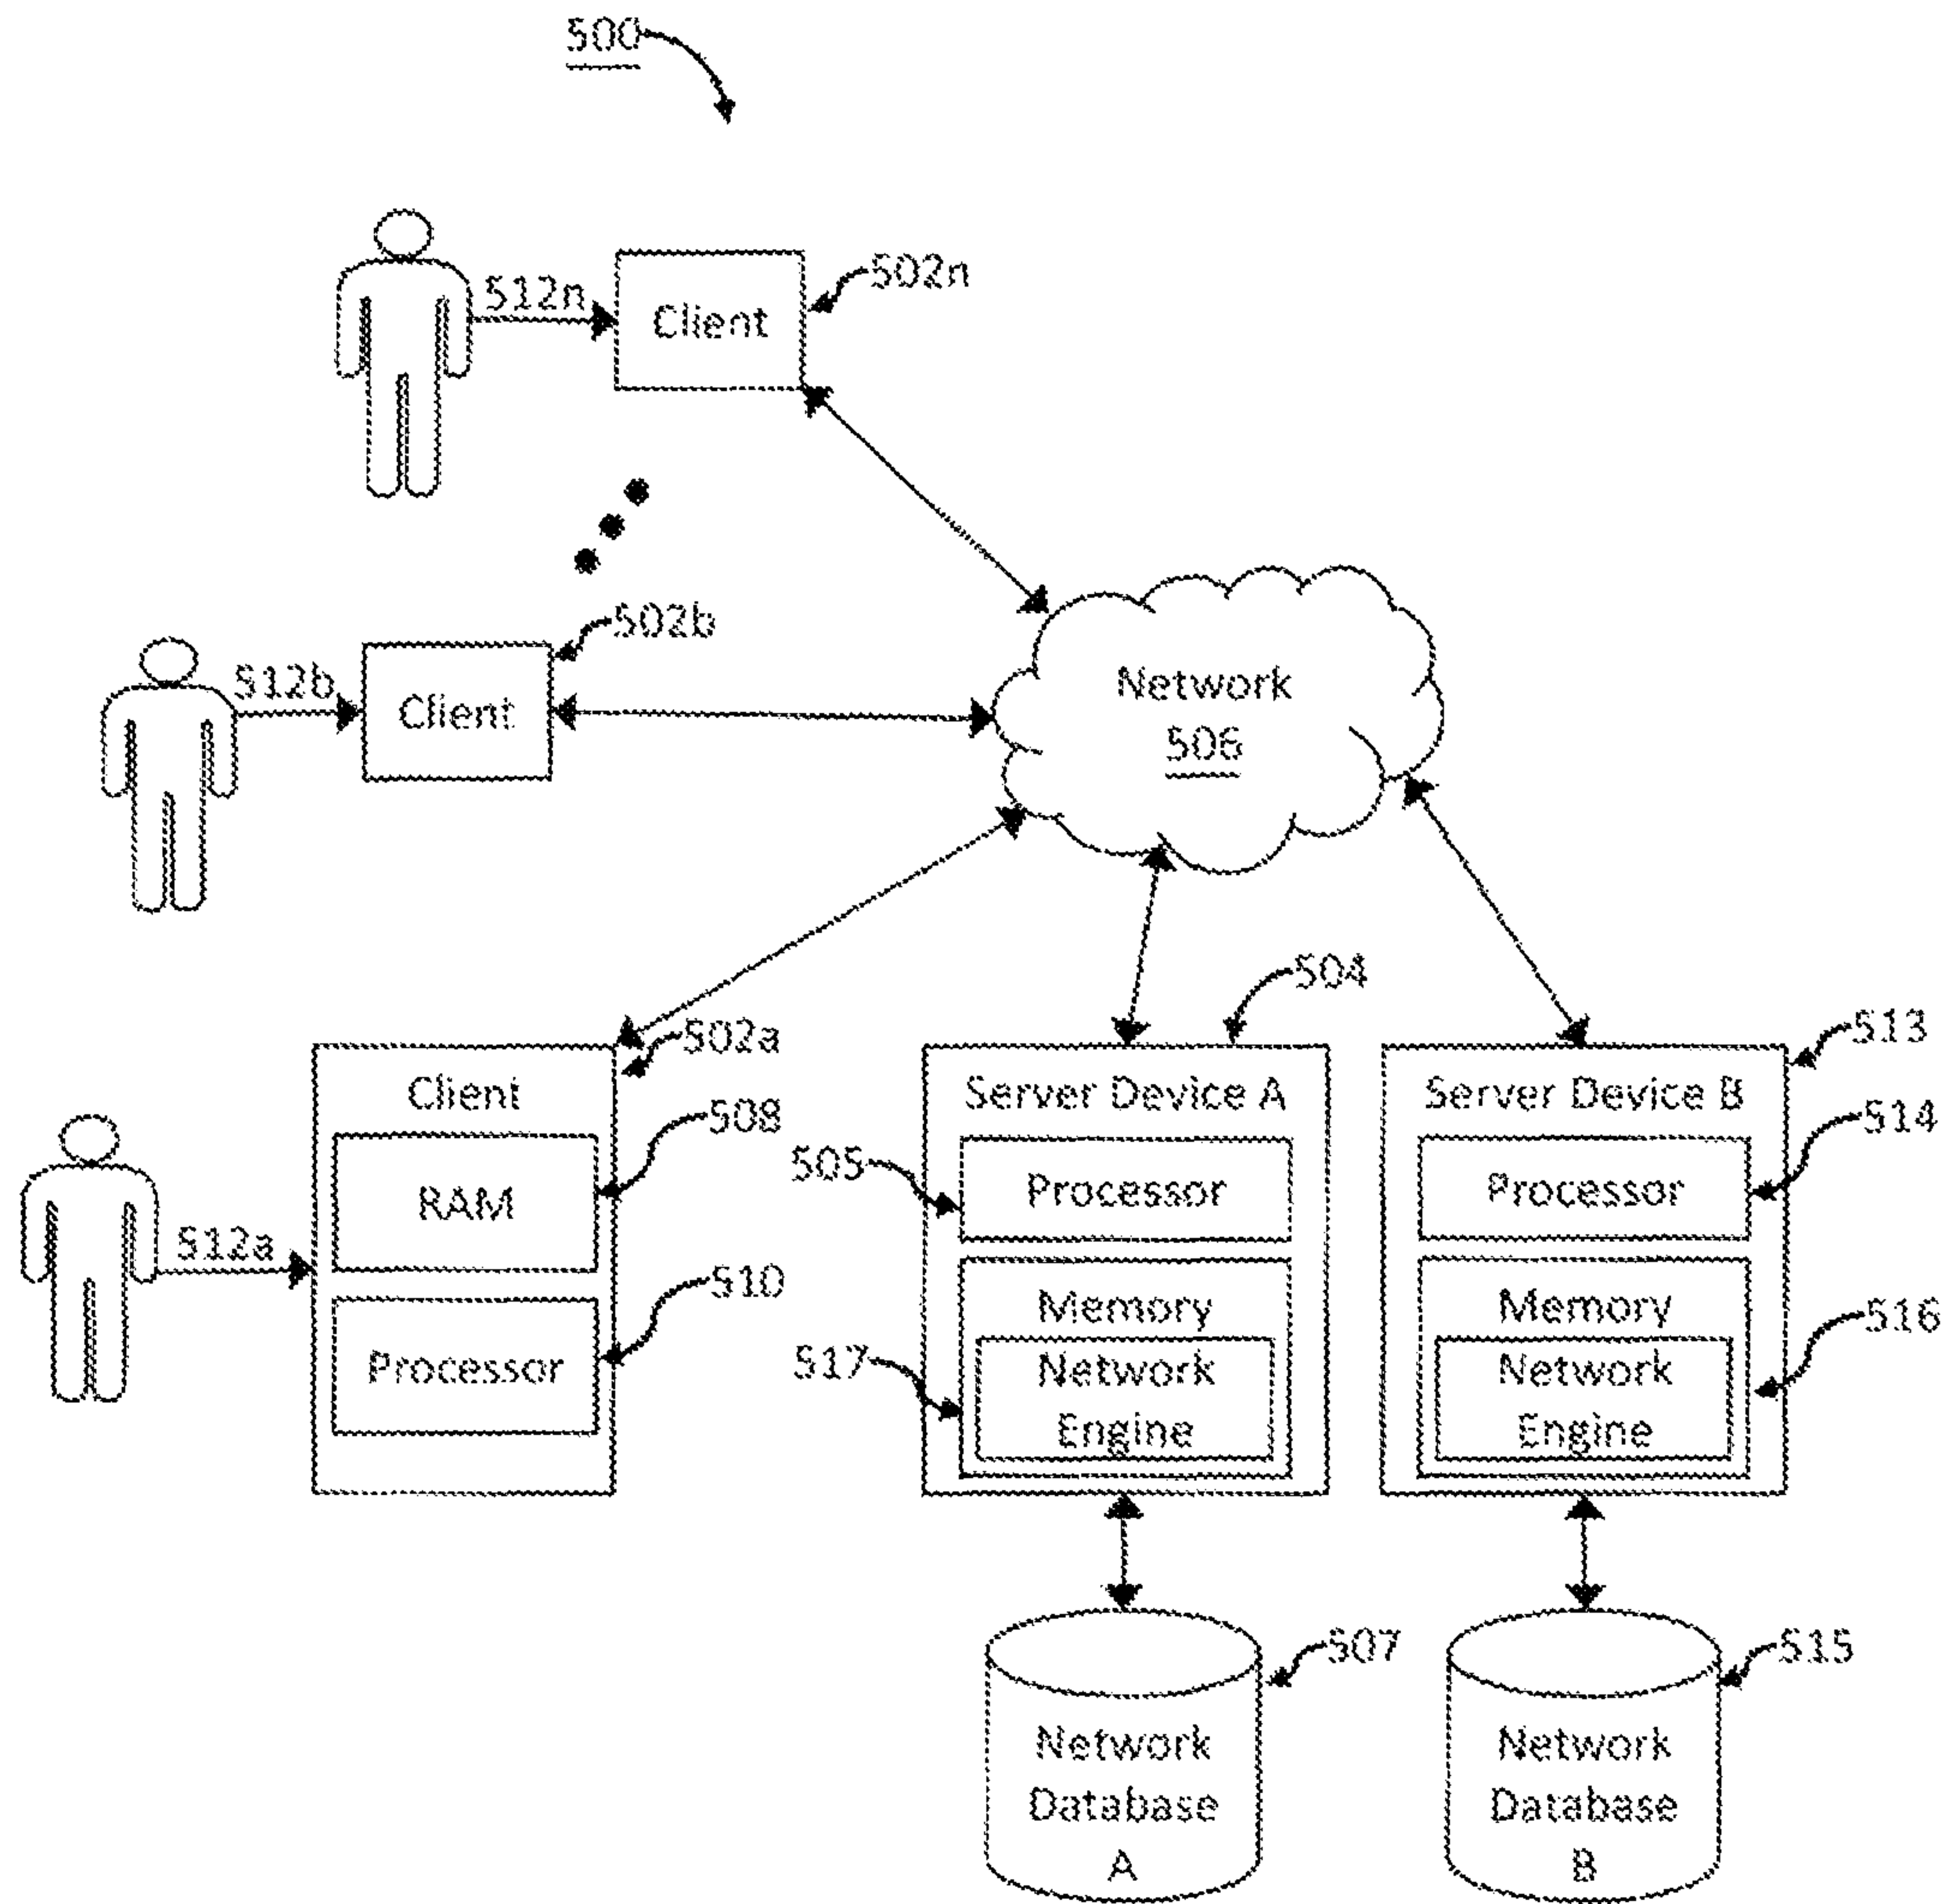 500
512n
Client
502n
502b
512b
Client
Network
506
504
502a
513
Client
Server Device A
Server Device B
508
514
505
RAM
Processor
Processor
512a
510
Memory
Memory
516
517
Processor
Network
Engine
Network
Engine
507
515
Network
Database
A
Network
Database
B